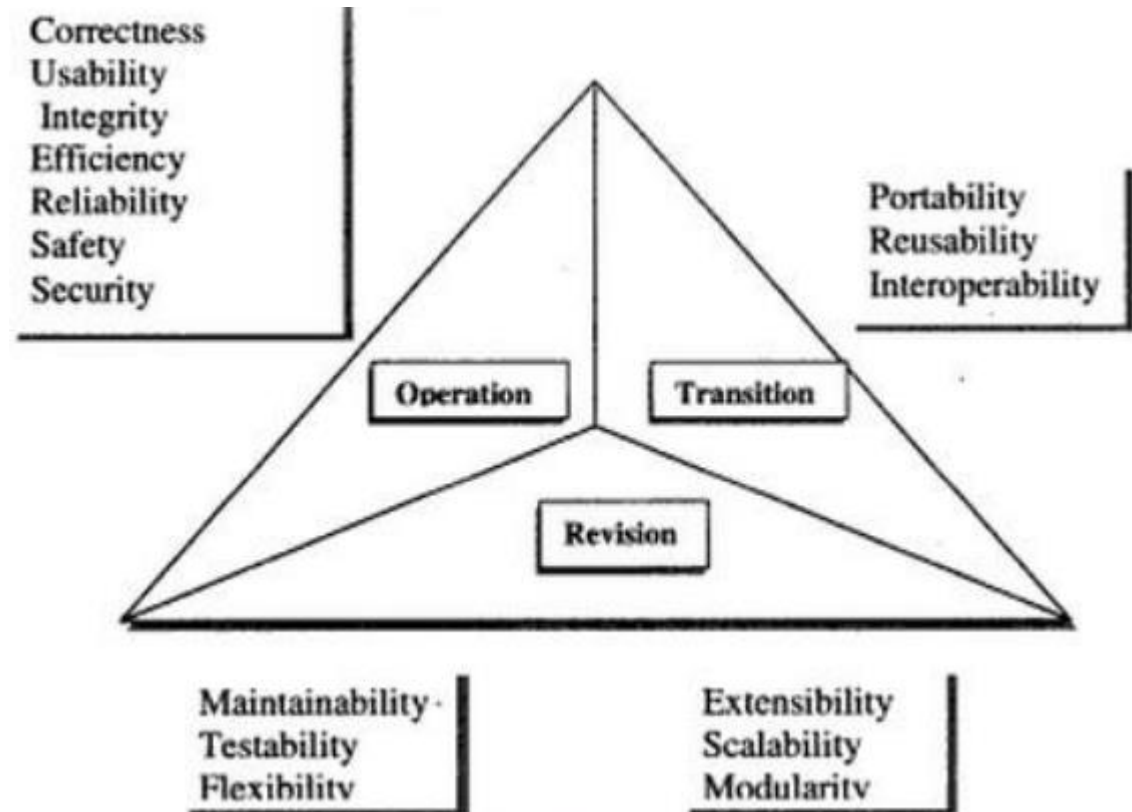 Correctness
Usability
Integrity
Efficiency
Reliability
Safety
Security
Portability
Reusability
Interoperability
Operation
Transition
Revision
Maintainability
Testability
Flexibility
Extensibility
Scalability
Modularity